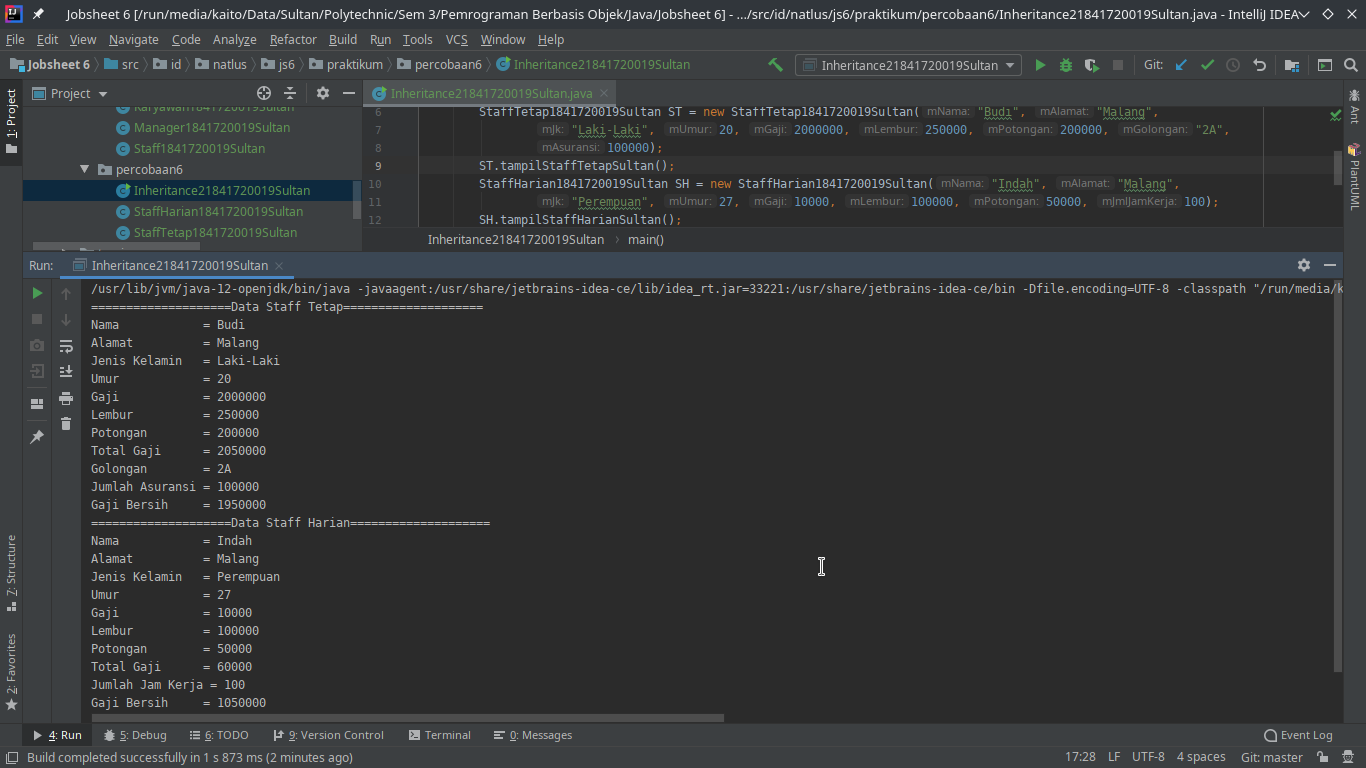 Jobsheet 6 [/run/media/kaito/Data/Sultan/Polytechnic/Sem 3/Pemrograman Berbasis Objek/Java/Jobsheet 6] - .../src/id/natlus/js6/praktikum/percobaan6/Inheritance21841720019Sultan.java - IntelliJ IDEA
File Edit View Navigate Code Analyze Refactor Build Run Tools VCS Window Help
Jobsheet 6 src id natlus js6 praktikum percobaan6 Inheritance21841720019Sultan Inheritance21841720019Sultan Git:
1: Project
Project
Karyawan1841720019Sultan
Manager1841720019Sultan
Staff1841720019Sultan
percobaan6
Inheritance21841720019Sultan
StaffHarian1841720019Sultan
StaffTetap1841720019Sultan
Inheritance21841720019Sultan.java
6 StaffTetap1841720019Sultan ST = new StaffTetap1841720019Sultan( mNama: "Budi", mAlamat: "Malang",
7 mJk: "Laki-Laki", mUmur: 20, mGaji: 2000000, mLembur: 250000, mPotongan: 200000, mGolongan: "2A",
8 mAsuransi: 100000);
9 ST.tampilStaffTetapSultan();
10 StaffHarian1841720019Sultan SH = new StaffHarian1841720019Sultan( mNama: "Indah", mAlamat: "Malang",
11 mJk: "Perempuan", mUmur: 27, mGaji: 10000, mLembur: 100000, mPotongan: 50000, mJmlJamKerja: 100);
12 SH.tampilStaffHarianSultan();
Inheritance21841720019Sultan main()
Ant
PlantUML
Run: Inheritance21841720019Sultan
/usr/lib/jvm/java-12-openjdk/bin/java -javaagent:/usr/share/jetbrains-idea-ce/lib/idea_rt.jar=33221:/usr/share/jetbrains-idea-ce/bin -Dfile.encoding=UTF-8 -classpath "/run/media/k
====================Data Staff Tetap====================
Nama = Budi
Alamat = Malang
Jenis Kelamin = Laki-Laki
Umur = 20
Gaji = 2000000
Lembur = 250000
Potongan = 200000
Total Gaji = 2050000
Golongan = 2A
Jumlah Asuransi = 100000
Gaji Bersih = 1950000
====================Data Staff Harian====================
Nama = Indah
Alamat = Malang
Jenis Kelamin = Perempuan
Umur = 27
Gaji = 10000
Lembur = 100000
Potongan = 50000
Total Gaji = 60000
Jumlah Jam Kerja = 100
Gaji Bersih = 1050000
7: Structure
2: Favorites
4: Run 5: Debug 6: TODO 9: Version Control Terminal 0: Messages Event Log
Build completed successfully in 1 s 873 ms (2 minutes ago) 17:28 LF UTF-8 4 spaces Git: master